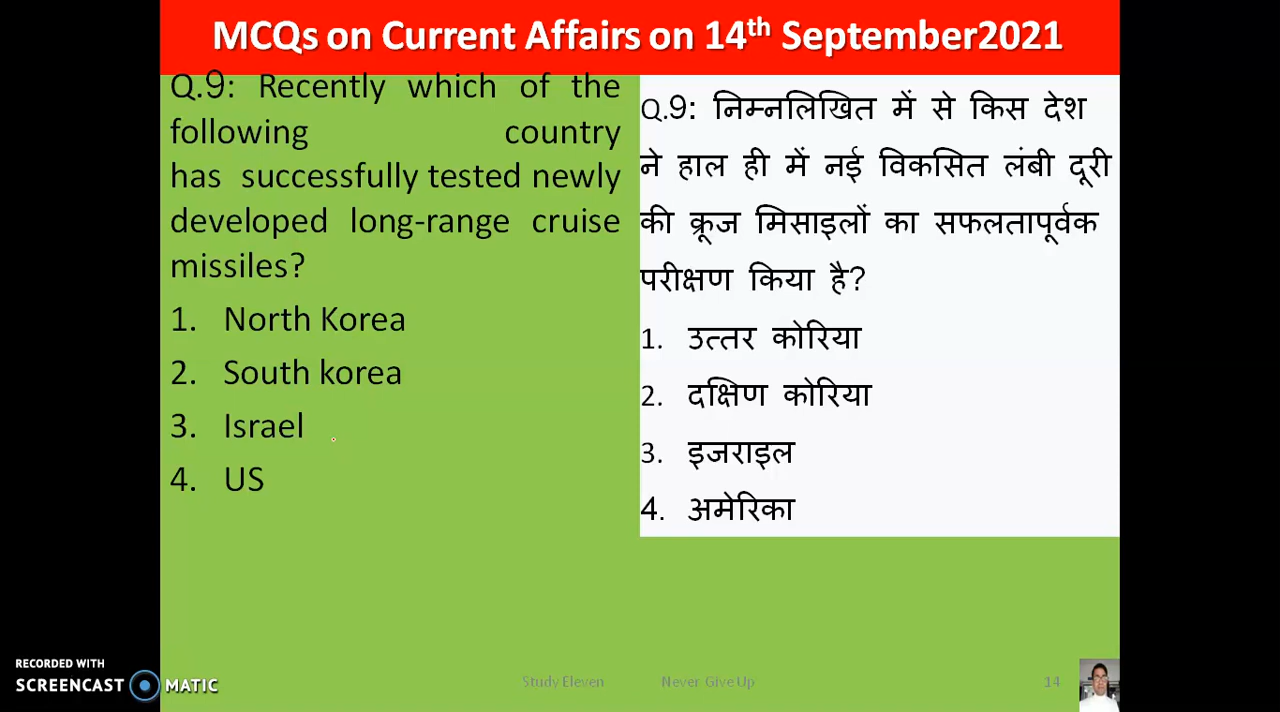 MCQs on Current Affairs on 14th September2021
Q.9: Recently which of the
following country
has successfully tested newly
developed long-range cruise
missiles?
1. North Korea
2. South korea
3. Israel
4. US
Q.9: निम्नलिखित में से किस देश
ने हाल ही में नई विकसित लंबी दूरी
की क्रूज मिसाइलों का सफलतापूर्वक
परीक्षण किया है?
1. उत्तर कोरिया
2. दक्षिण कोरिया
3. इजराइल
4. अमेरिका
RECORDED WITH
SCREENCAST MATIC
Study Eleven Never Give Up 14